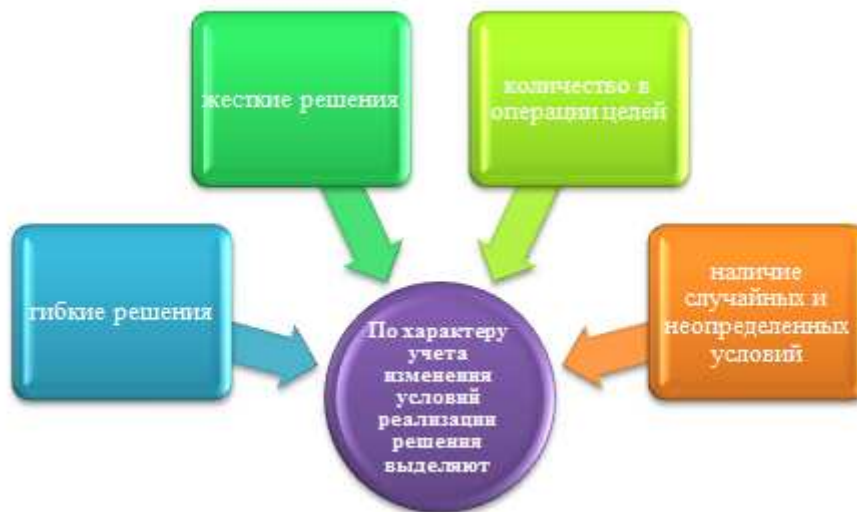 жесткие решения
количество в
операции целей
гибкие решения
наличие
случайных и
неопределенных
условий
По характеру
учета
изменения
условий
реализации
решения
выделяют